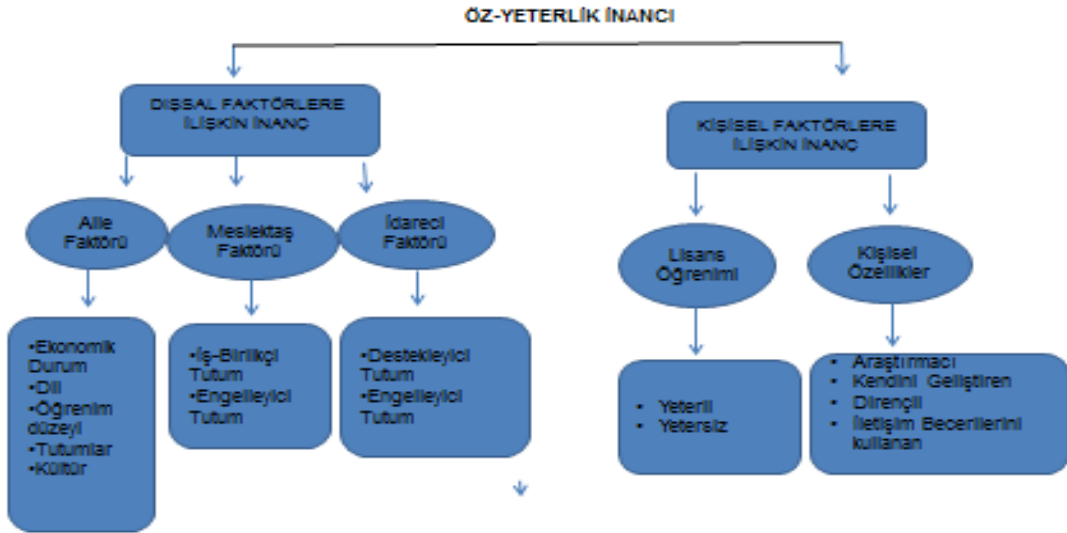 ÖZ-YETERLİK İNANCI
DIŞSAL FAKTÖRLERE
İLİŞKİN İNANÇ
KİŞİSEL FAKTÖRLERE
İLİŞKİN İNANÇ
Aile
Faktörü
Meslektaş
Faktörü
İdareci
Faktörü
Lisans
Öğrenimi
Kişisel
Özellikler
•Ekonomik
Durum
•Dil
•Öğrenim
düzeyi
•Tutumlar
•Kültür
•İş-Birlikçi
Tutum
•Engelleyici
Tutum
• Destekleyici
Tutum
• Engelleyici
Tutum
• Yeterli
• Yetersiz
• Araştırmacı
• Kendini Geliştiren
• Dirençli
• İletişim Becerilerini
kullanan